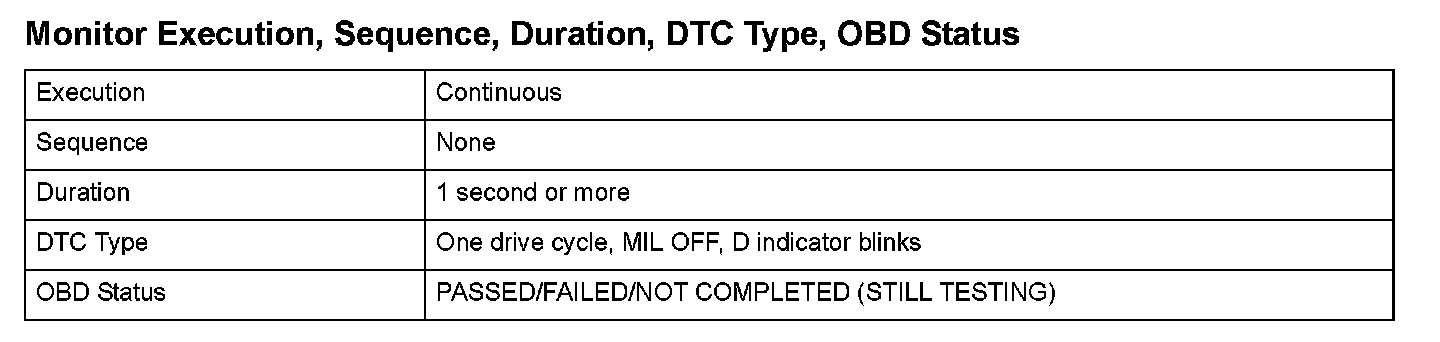 Monitor Execution, Sequence, Duration, DTC Type, OBD Status
Execution Continuous
Sequence None
Duration 1 second or more
DTC Type One drive cycle, MIL OFF, D indicator blinks
OBD Status PASSED/FAILED/NOT COMPLETED (STILL TESTING)